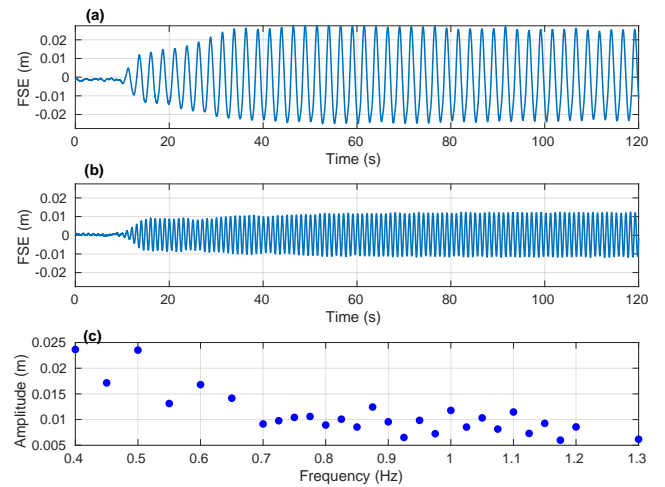 (a)
FSE (m)
0.02
0.01
0
-0.01
-0.02
0 20 40 60 80 100 120
Time (s)
(b)
FSE (m)
0.02
0.01
0
-0.01
-0.02
0 20 40 60 80 100 120
Time (s)
(c)
Amplitude (m)
0.025
0.02
0.015
0.01
0.005
0.4 0.5 0.6 0.7 0.8 0.9 1 1.1 1.2 1.3
Frequency (Hz)